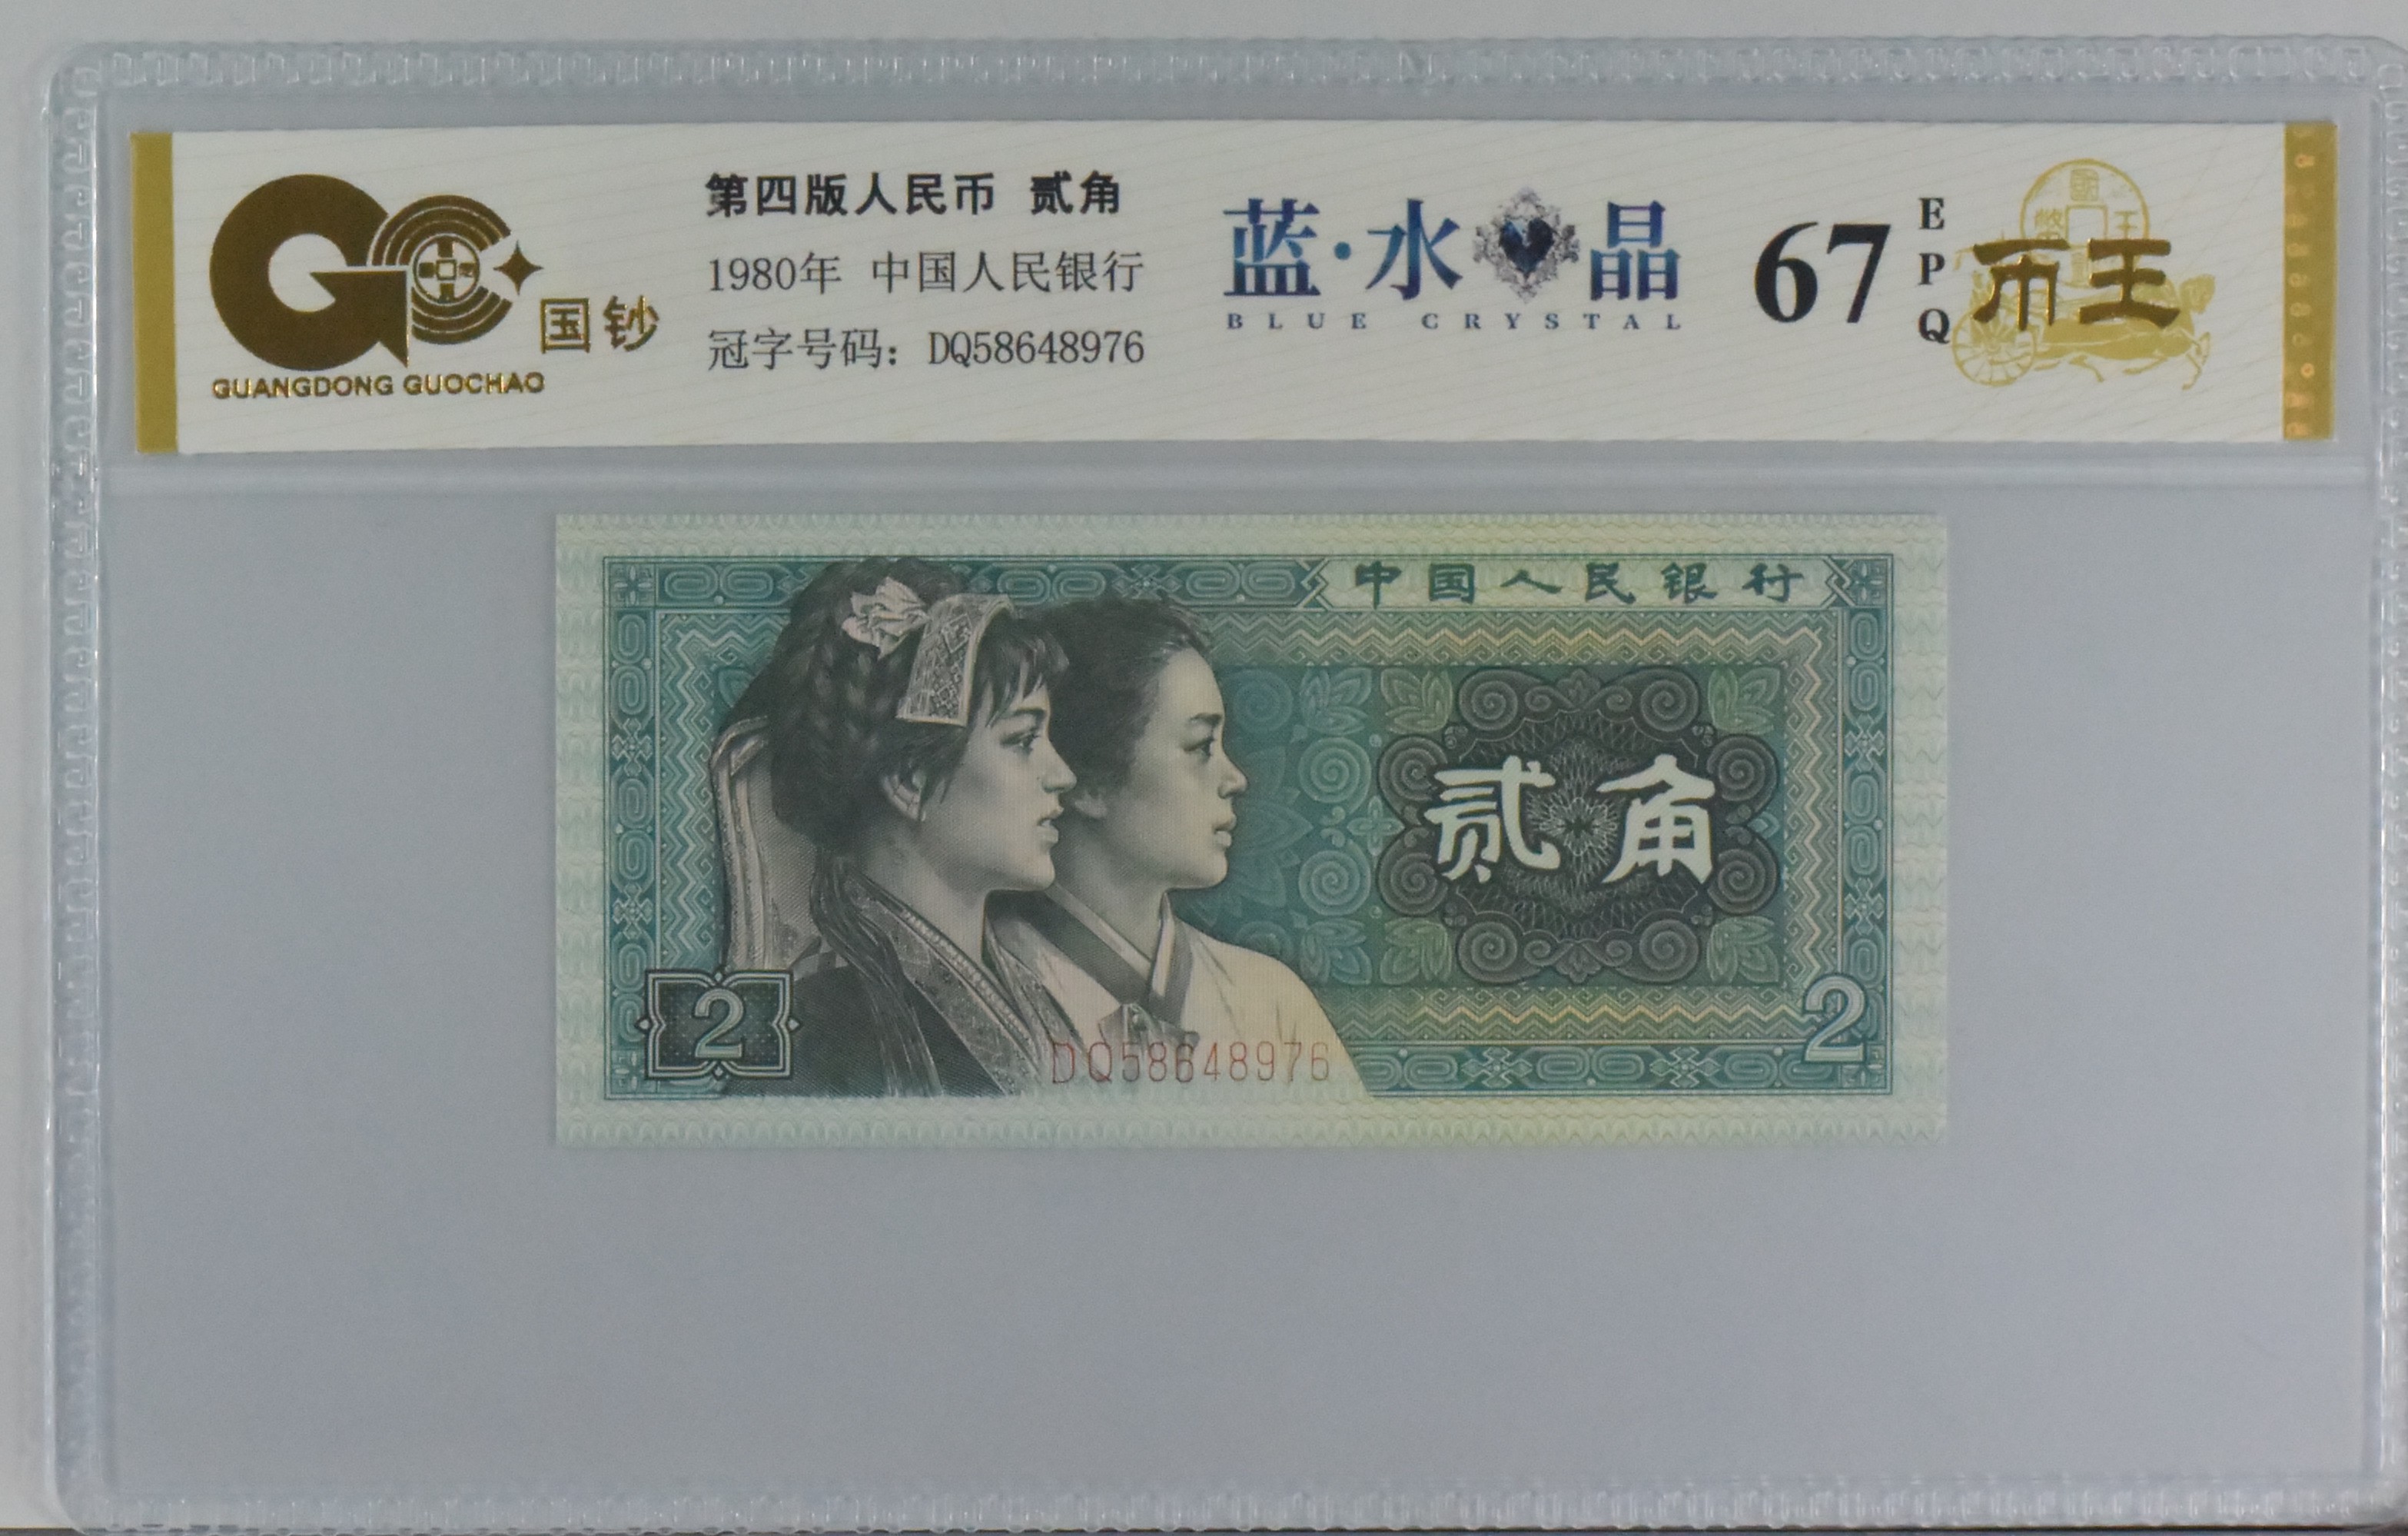 国钞
GUANGDONG GUOCHAO
第四版人民币 贰角
1980年 中国人民银行
冠字号码：DQ58648976
蓝·水晶
BLUE CRYSTAL
67
EPQ
币王
中国人民银行
贰角
2
DQ58648976
2